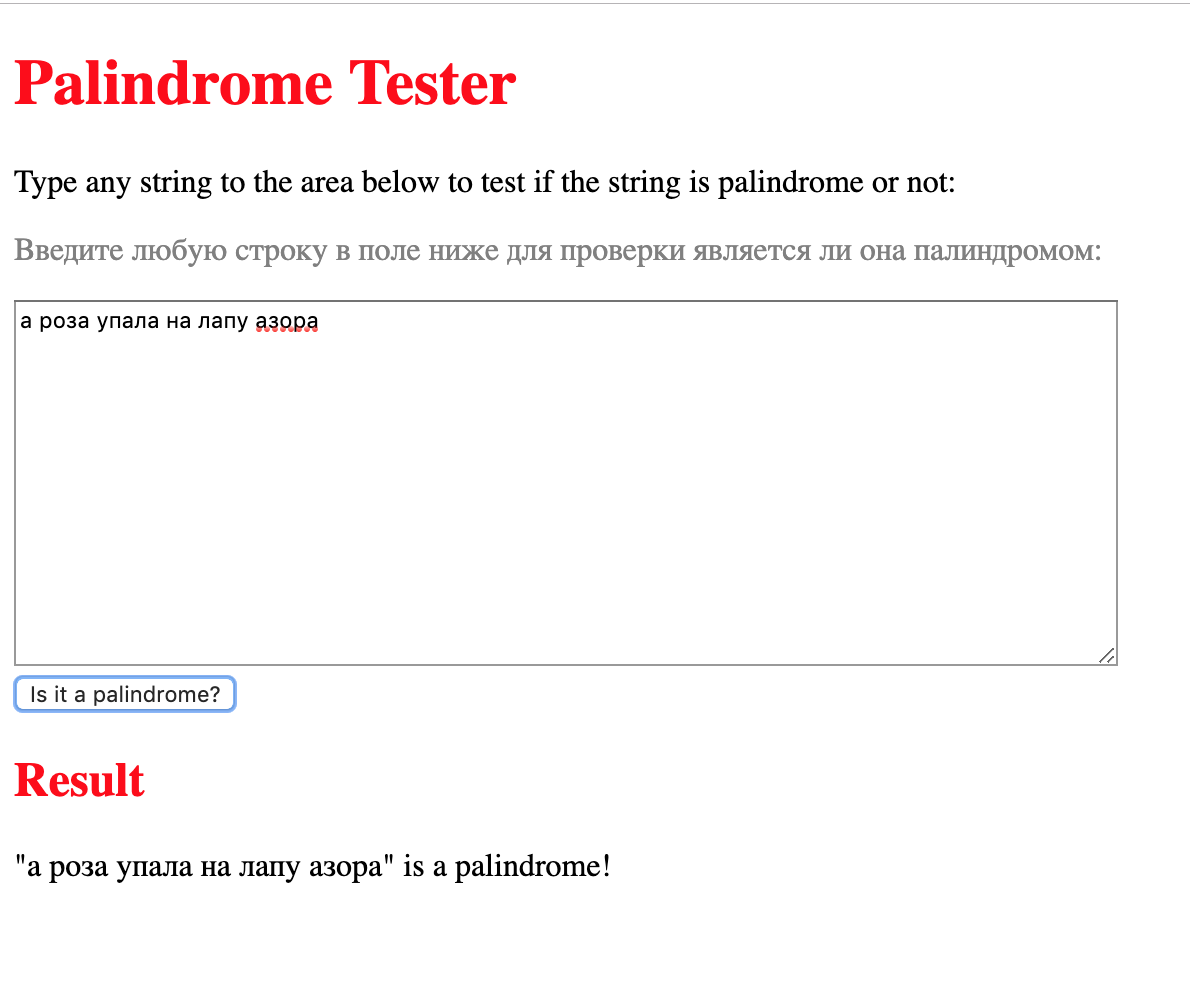 Palindrome Tester
Type any string to the area below to test if the string is palindrome or not:
Введите любую строку в поле ниже для проверки является ли она палиндромом:
а роза упала на лапу азора
Is it a palindrome?
Result
"а роза упала на лапу азора" is a palindrome!